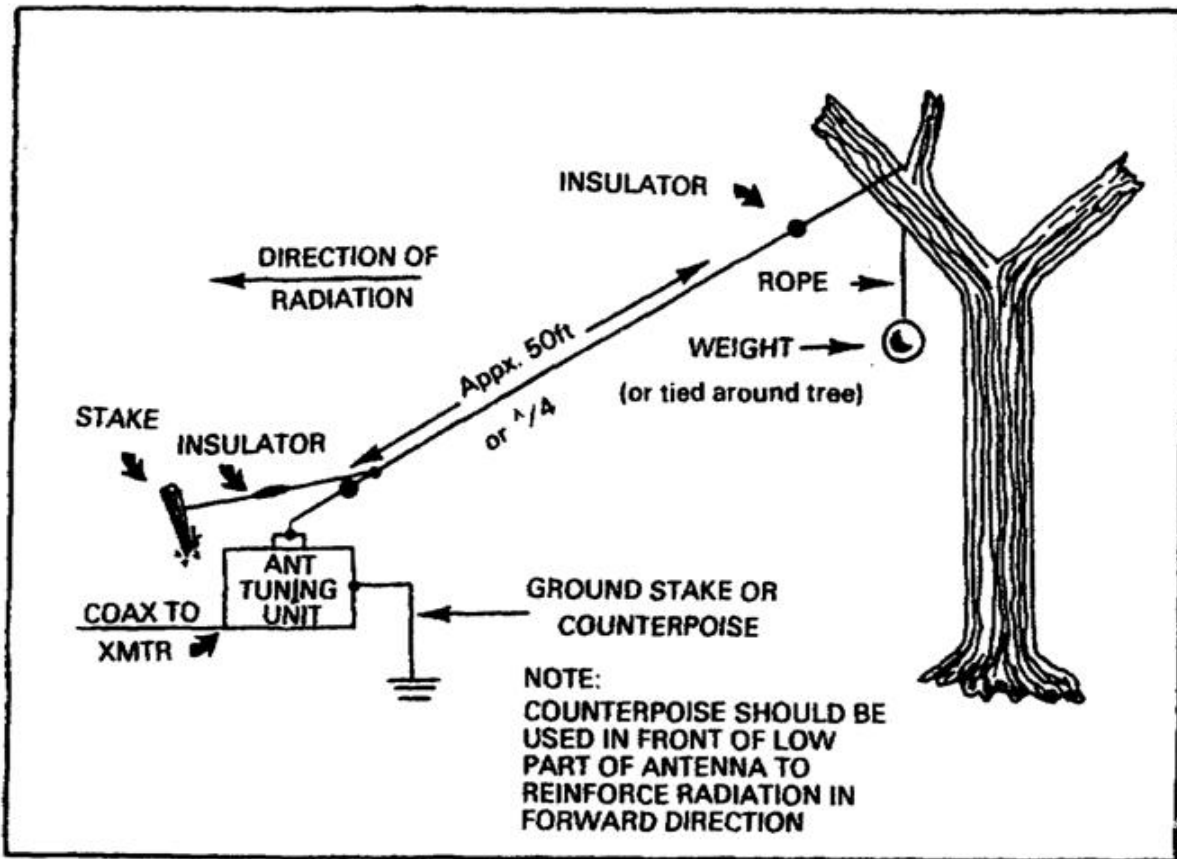 INSULATOR
DIRECTION OF
RADIATION
ROPE
Appx. 50ft
or λ/4
WEIGHT
(or tied around tree)
STAKE
INSULATOR
ANT
TUNING
UNIT
COAX TO
XMTR
GROUND STAKE OR
COUNTERPOISE
NOTE:
COUNTERPOISE SHOULD BE
USED IN FRONT OF LOW
PART OF ANTENNA TO
REINFORCE RADIATION IN
FORWARD DIRECTION